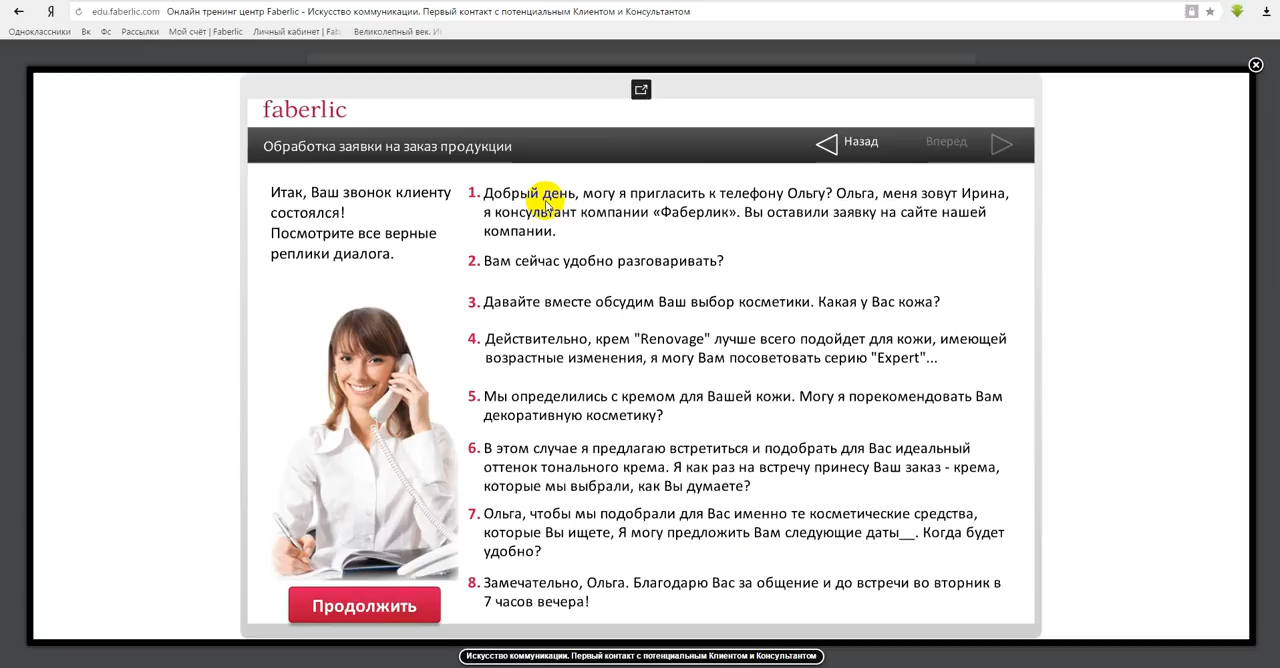 Я
edu.faberlic.com Онлайн тренинг центр Faberlic - Искусство коммуникации. Первый контакт с потенциальным Клиентом и Консультантом
Одноклассники Вк Фс Рассылки Мой счёт | Faberlic Личный кабинет | Fab Великолепный век. И
faberlic
Обработка заявки на заказ продукции
Назад
Вперед
Итак, Ваш звонок клиенту
состоялся!
Посмотрите все верные
реплики диалога.
1. Добрый день, могу я пригласить к телефону Ольгу? Ольга, меня зовут Ирина,
я консультант компании «Фаберлик». Вы оставили заявку на сайте нашей
компании.
2. Вам сейчас удобно разговаривать?
3. Давайте вместе обсудим Ваш выбор косметики. Какая у Вас кожа?
4. Действительно, крем "Renovage" лучше всего подойдет для кожи, имеющей
возрастные изменения, я могу Вам посоветовать серию "Expert"...
5. Мы определились с кремом для Вашей кожи. Могу я порекомендовать Вам
декоративную косметику?
6. В этом случае я предлагаю встретиться и подобрать для Вас идеальный
оттенок тонального крема. Я как раз на встречу принесу Ваш заказ - крема,
которые мы выбрали, как Вы думаете?
7. Ольга, чтобы мы подобрали для Вас именно те косметические средства,
которые Вы ищете, Я могу предложить Вам следующие даты__. Когда будет
удобно?
8. Замечательно, Ольга. Благодарю Вас за общение и до встречи во вторник в
7 часов вечера!
Продолжить
Искусство коммуникации. Первый контакт с потенциальным Клиентом и Консультантом